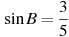 sin B = 3/5